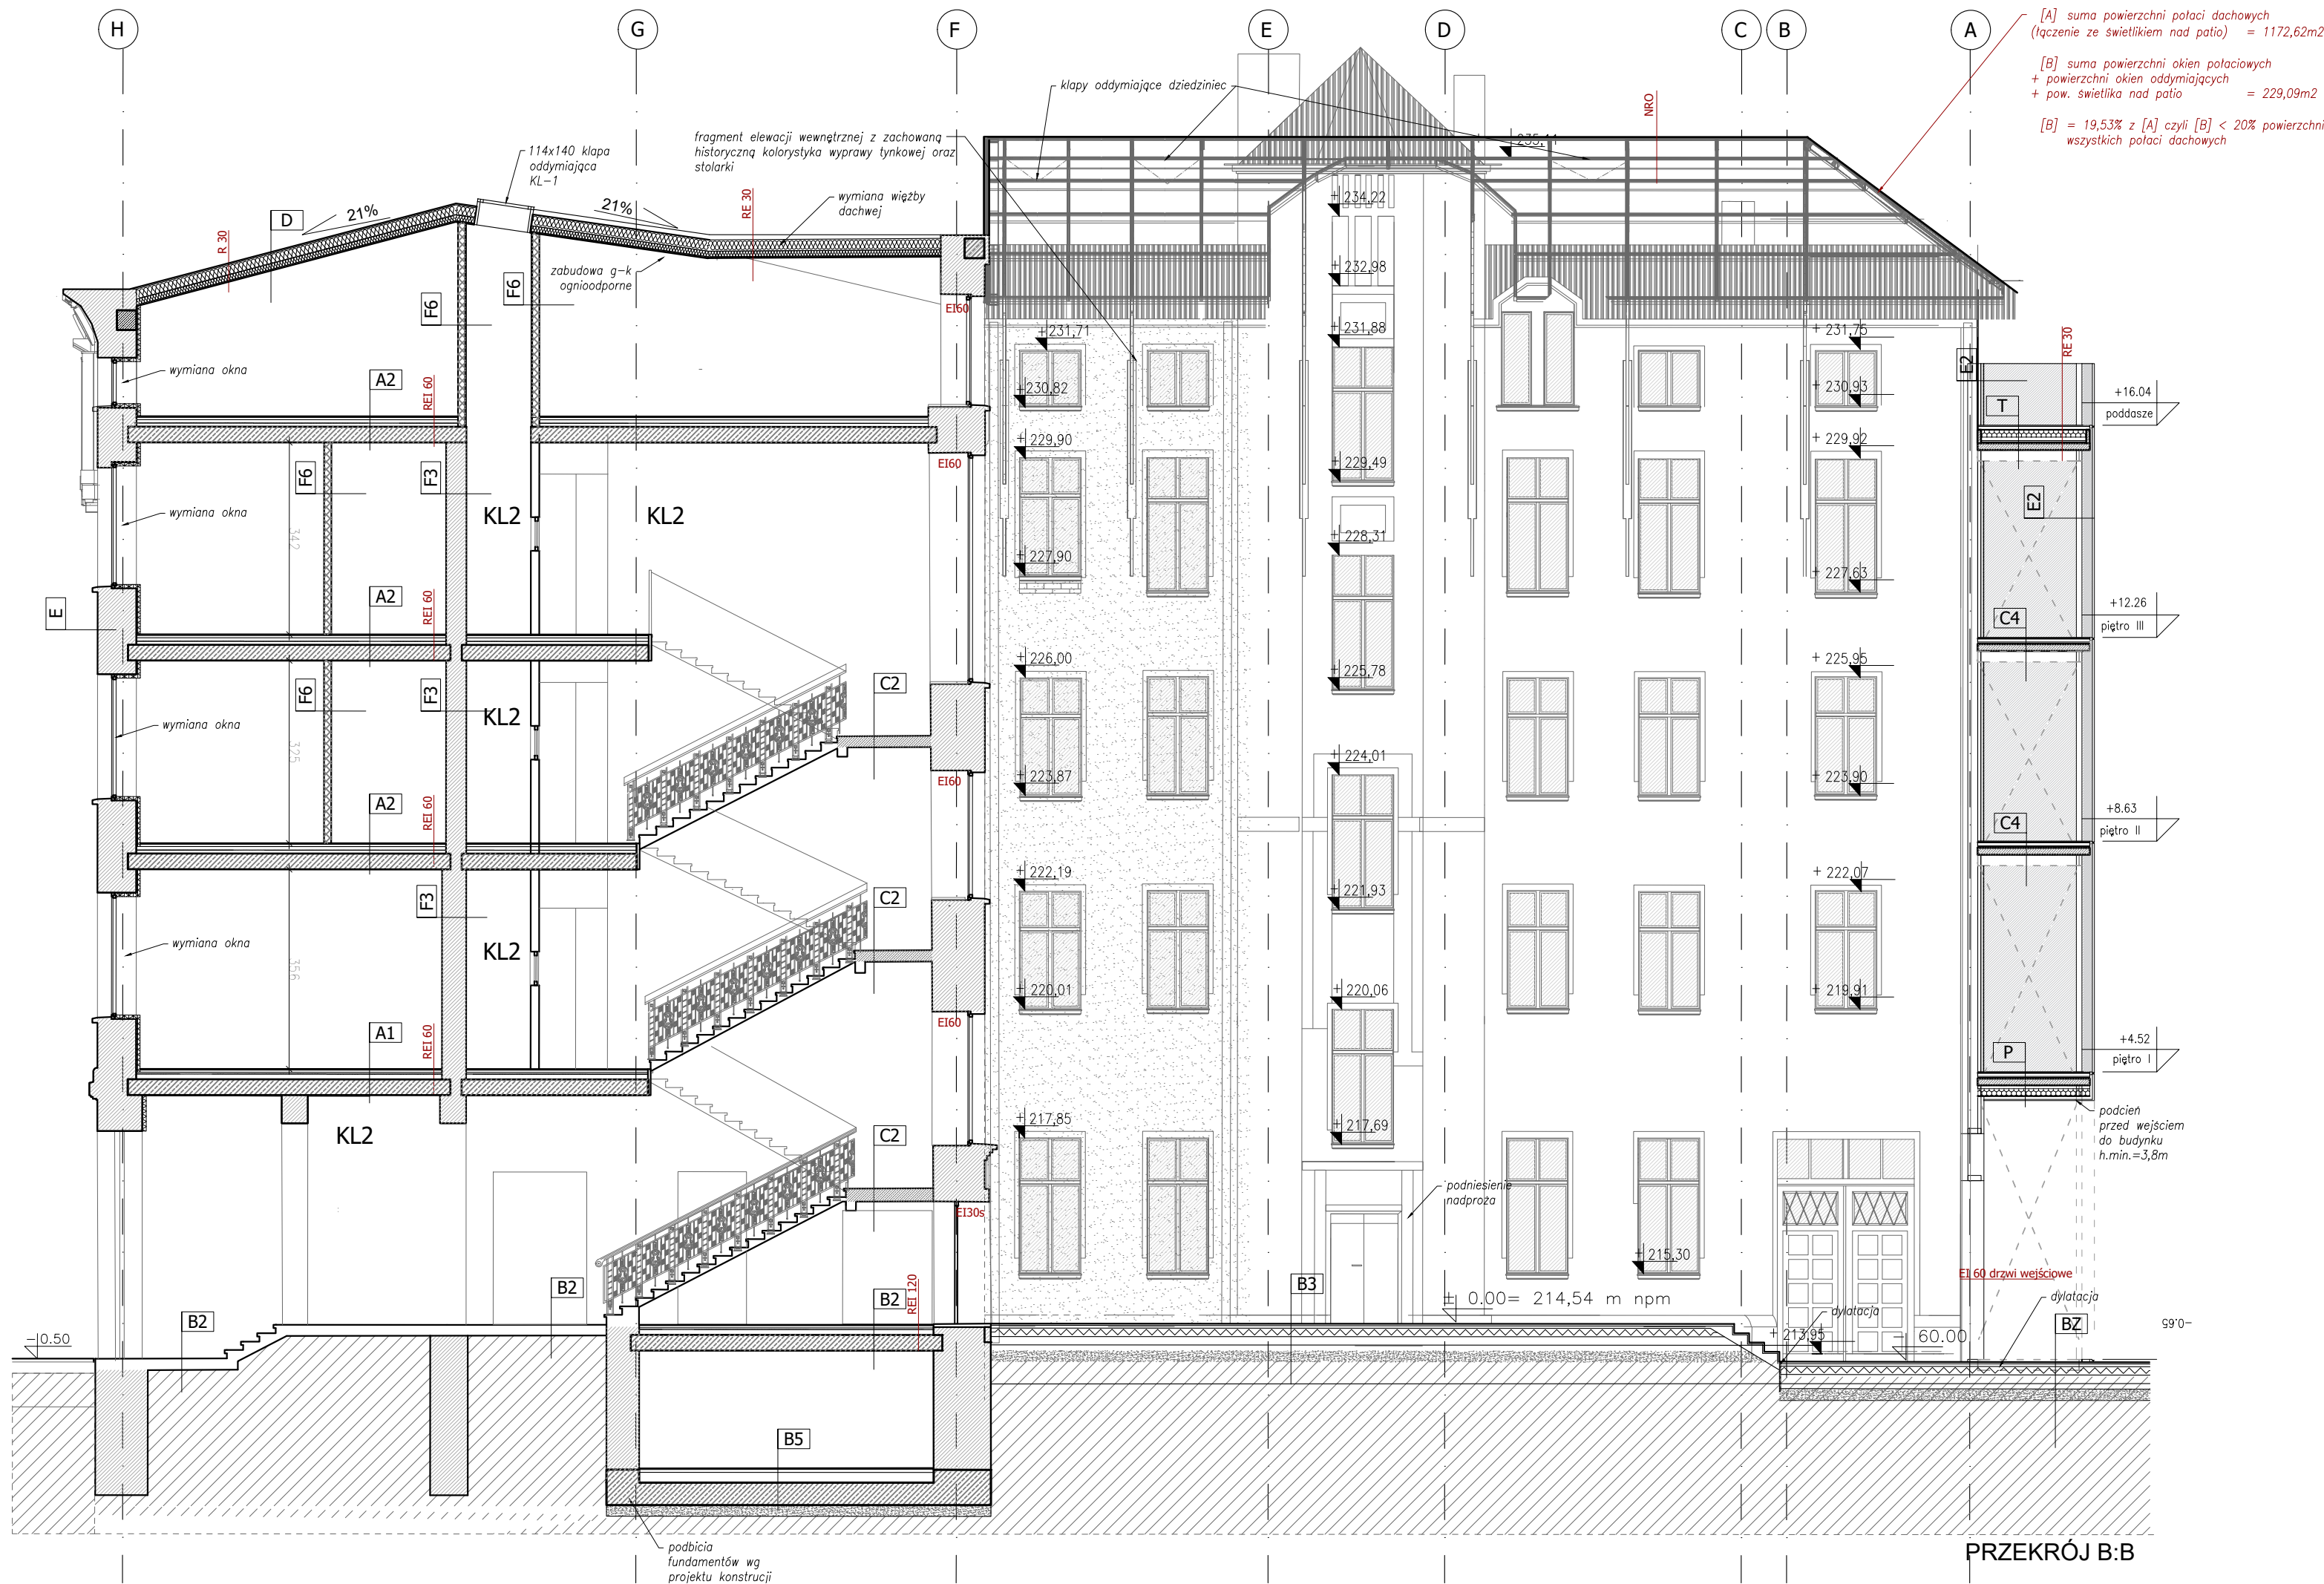 H
G
F
E
D
C
B
A
[A] suma powierzchni połaci dachowych
(łączenie ze świetlikiem nad patio) = 1172,62m2
[B] suma powierzchni okien połaciowych
+ powierzchni okien oddymiających
+ pow. świetlika nad patio = 229,09m2
[B] = 19,53% z [A] czyli [B] < 20% powierzchni
wszystkich połaci dachowych
klapy oddymiające dziedziniec
NRO
fragment elewacji wewnętrznej z zachowaną
historyczną kolorystyka wyprawy tynkowej oraz
stolarki
114x140 klapa
oddymiająca
KL-1
wymiana więźby
dachwej
21%
21%
D
R 30
RE 30
zabudowa g-k
ognioodporne
F6
F6
EI60
+ 234,22
+ 232,98
+ 231,88
+ 231,71
+ 231,75
+230,82
+ 230,93
RE 30
E2
T
+16.04
poddasze
wymiana okna
A2
REI 60
+ 229,90
+ 229,92
+ 229,49
EI60
F6
F3
KL2
KL2
wymiana okna
342
E2
+ 228,31
+ 227,90
+ 227,63
E
A2
REI 60
C4
+12.26
piętro III
+ 226,00
+ 225,95
+ 225,78
C2
F6
F3
KL2
wymiana okna
325
+ 224,01
+ 223,87
+ 223,90
EI60
A2
REI 60
C4
+8.63
piętro II
+ 222,19
+ 222,07
+ 221,93
C2
F3
KL2
wymiana okna
356
+ 220,01
+ 220,06
+ 219,91
EI60
A1
REI 60
P
+4.52
piętro I
+ 217,85
+ 217,69
KL2
C2
podcień
przed wejściem
do budynku
h.min.=3,8m
podniesienie
nadproża
EI30s
+ 215,30
EI 60 drzwi wejściowe
B2
B2
B2
REI 120
B3
± 0.00= 214,54 m npm
dylatacja
dylatacja
BZ
-0.50
+ 213,95
- 60.00
-0.65
B5
podbicia
fundamentów wg
projektu konstrucji
PRZEKRÓJ B:B